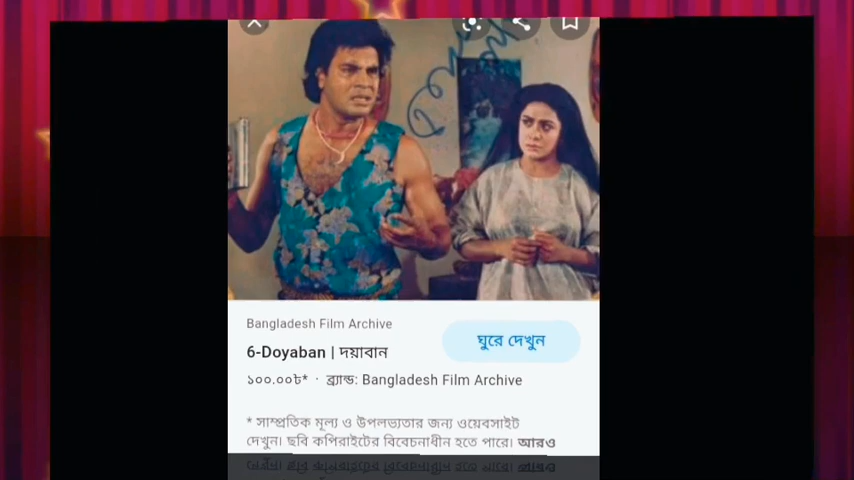 Bangladesh Film Archive
6-Doyaban | দয়াবান
ঘুরে দেখুন
১০০.০০৳* · ব্র্যান্ড: Bangladesh Film Archive
* সাম্প্রতিক মূল্য ও উপলভ্যতার জন্য ওয়েবসাইট
দেখুন। ছবি কপিরাইটের বিবেচনাধীন হতে পারে। আরও